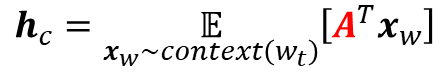 h_c = 𝔼_{x_w~context(w_t)}[A^T x_w]